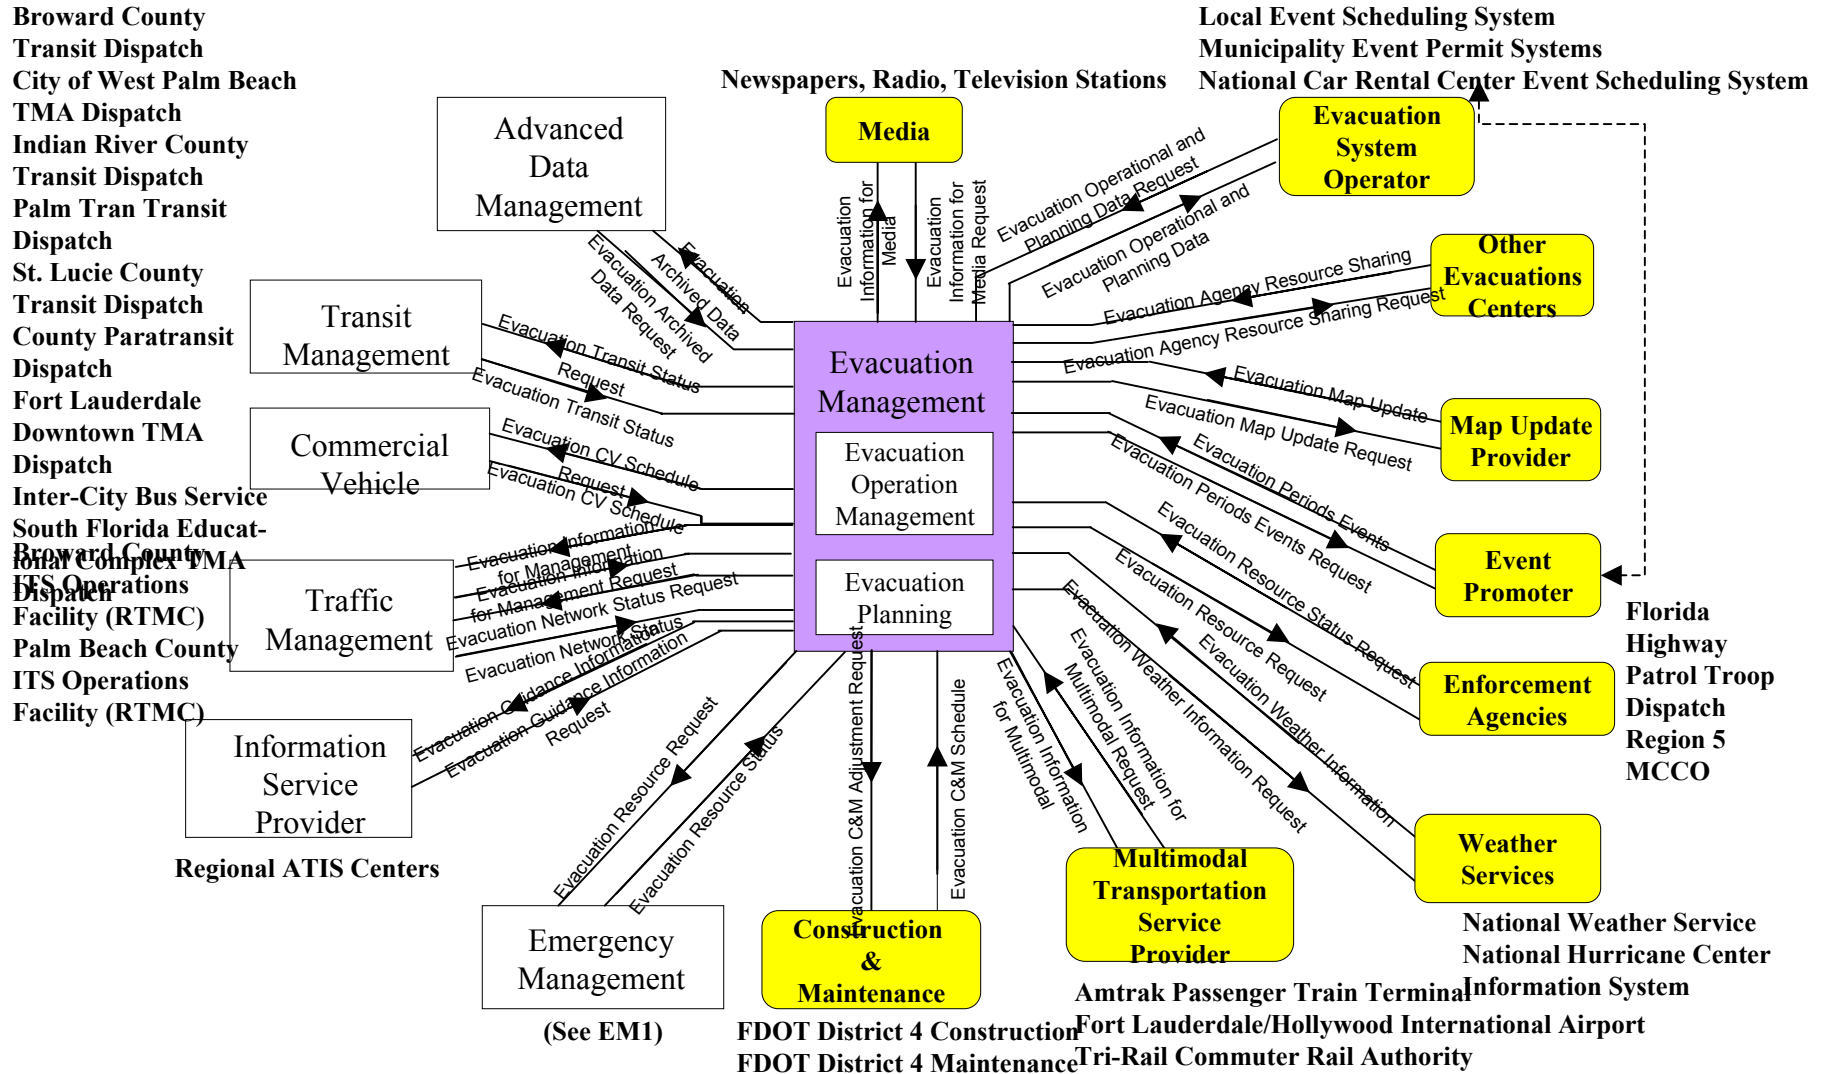 Broward County
Transit Dispatch
City of West Palm Beach
TMA Dispatch
Indian River County
Transit Dispatch
Palm Tran Transit
Dispatch
St. Lucie County
Transit Dispatch
County Paratransit
Dispatch
Fort Lauderdale
Downtown TMA
Dispatch
Inter-City Bus Service
South Florida Educat-
ional Complex TMA
Dispatch
Broward County
ITS Operations
Facility (RTMC)
Palm Beach County
ITS Operations
Facility (RTMC)
Newspapers, Radio, Television Stations
Local Event Scheduling System
Municipality Event Permit Systems
National Car Rental Center Event Scheduling System
Advanced
Data
Management
Media
Evacuation
System
Operator
Other
Evacuations
Centers
Map Update
Provider
Event
Promoter
Florida
Highway
Patrol Troop
Dispatch
Region 5
MCCO
Enforcement
Agencies
Weather
Services
National Weather Service
National Hurricane Center
Information System
Multimodal
Transportation
Service
Provider
Amtrak Passenger Train Terminal
Fort Lauderdale/Hollywood International Airport
Tri-Rail Commuter Rail Authority
Construction
&
Maintenance
FDOT District 4 Construction
FDOT District 4 Maintenance
Emergency
Management
(See EM1)
Information
Service
Provider
Regional ATIS Centers
Traffic
Management
Commercial
Vehicle
Transit
Management
Evacuation
Management
Evacuation
Operation
Management
Evacuation
Planning
Evacuation
Archived Data
Evacuation Archived
Data Request
Evacuation Transit Status
Request
Evacuation Transit Status
Evacuation CV Schedule
Request
Evacuation CV Schedule
Evacuation Information
for Management
Evacuation Information
for Management Request
Evacuation Network Status Request
Evacuation Network Status
Evacuation Guidance Information
Evacuation Guidance Information
Request
Evacuation Resource Request
Evacuation Resource Status
Evacuation C&M Adjustment Request
Evacuation C&M Schedule
Evacuation Information
for Multimodal
Evacuation Information for
Multimodal Request
Evacuation Weather Information Request
Evacuation Weather Information
Evacuation Resource Request
Evacuation Resource Status Request
Evacuation Periods Events Request
Evacuation Periods Events
Evacuation Map Update Request
Evacuation Map Update
Evacuation Agency Resource Sharing Request
Evacuation Agency Resource Sharing
Evacuation Operational and
Planning Data
Evacuation Operational and
Planning Data Request
Evacuation
Information for
Media Request
Evacuation
Information for
Media